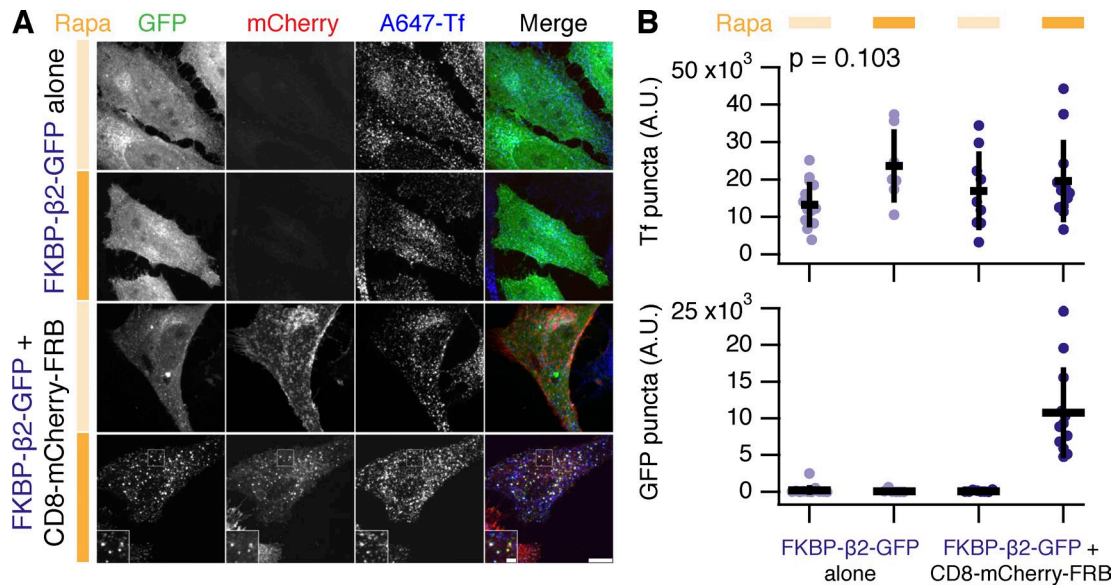 A
Rapa GFP mCherry A647-Tf Merge
FKBP-β2-GFP alone
FKBP-β2-GFP +
CD8-mCherry-FRB
B
Rapa
p = 0.103
50 x10³
40
30
20
10
0
Tf puncta (A.U.)
25 x10³
20
15
10
5
0
GFP puncta (A.U.)
FKBP-β2-GFP
alone
FKBP-β2-GFP +
CD8-mCherry-FRB